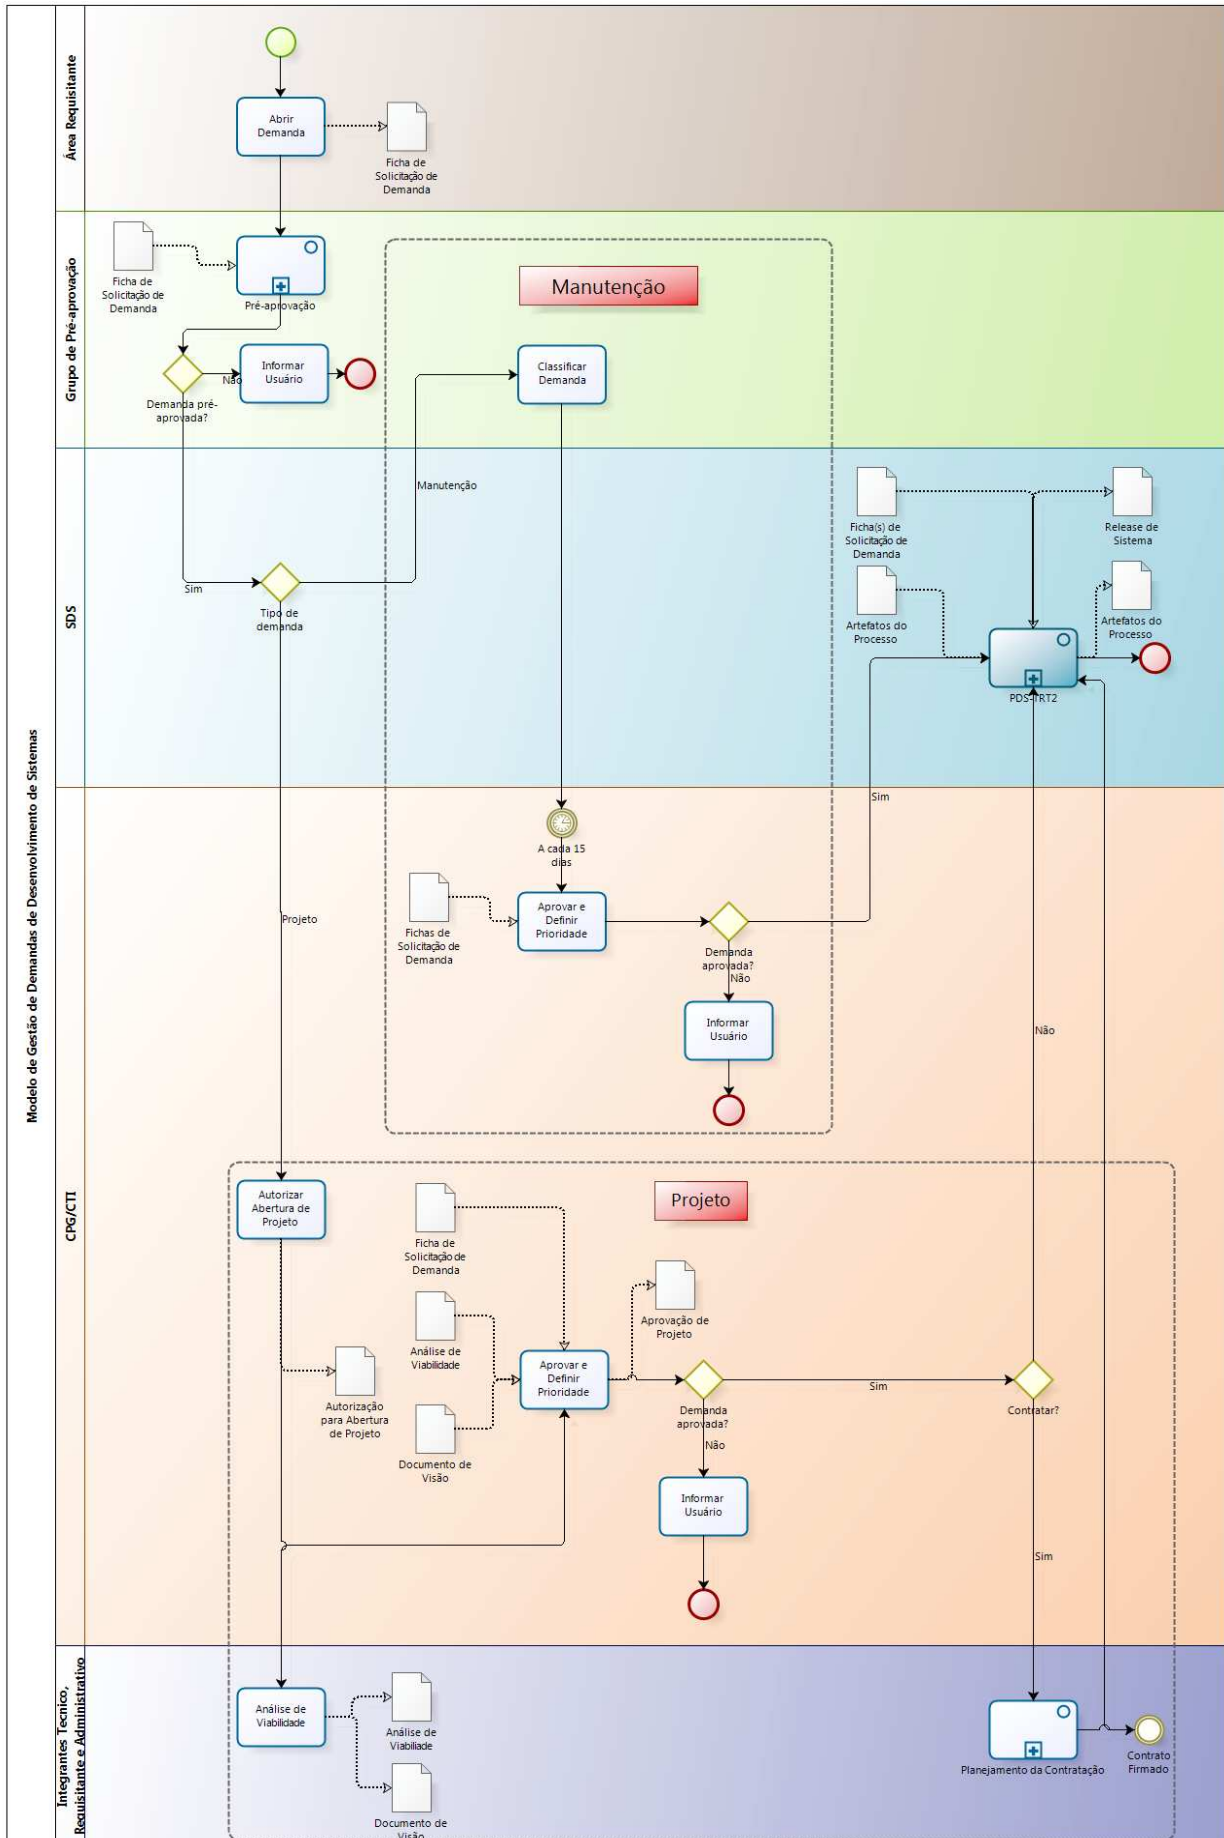 Modelo de Gestão de Demandas de Desenvolvimento de Sistemas
Área Requisitante
Abrir
Demanda
Ficha de
Solicitação de
Demanda
Grupo de Pré-aprovação
Ficha de
Solicitação de
Demanda
Pré-aprovação
Manutenção
Não
Informar
Usuário
Classificar
Demanda
Demanda pré-
aprovada?
SDS
Manutenção
Ficha(s) de
Solicitação de
Demanda
Release de
Sistema
Sim
Tipo de
demanda
Artefatos do
Processo
Artefatos do
Processo
PDS-TRT2
CPG/CTI
Sim
A cada 15
dias
Projeto
Fichas de
Solicitação de
Demanda
Aprovar e
Definir
Prioridade
Demanda
aprovada?
Não
Informar
Usuário
Não
Autorizar
Abertura de
Projeto
Projeto
Ficha de
Solicitação de
Demanda
Aprovação de
Projeto
Análise de
Viabilidade
Aprovar e
Definir
Prioridade
Autorização
para Abertura
de Projeto
Documento de
Visão
Demanda
aprovada?
Sim
Contratar?
Não
Informar
Usuário
Sim
Integrantes Tecnico,
Requisitante e Administrativo
Análise de
Viabilidade
Análise de
Viabiliade
Documento de
Visão
Planejamento da Contratação
Contrato
Firmado